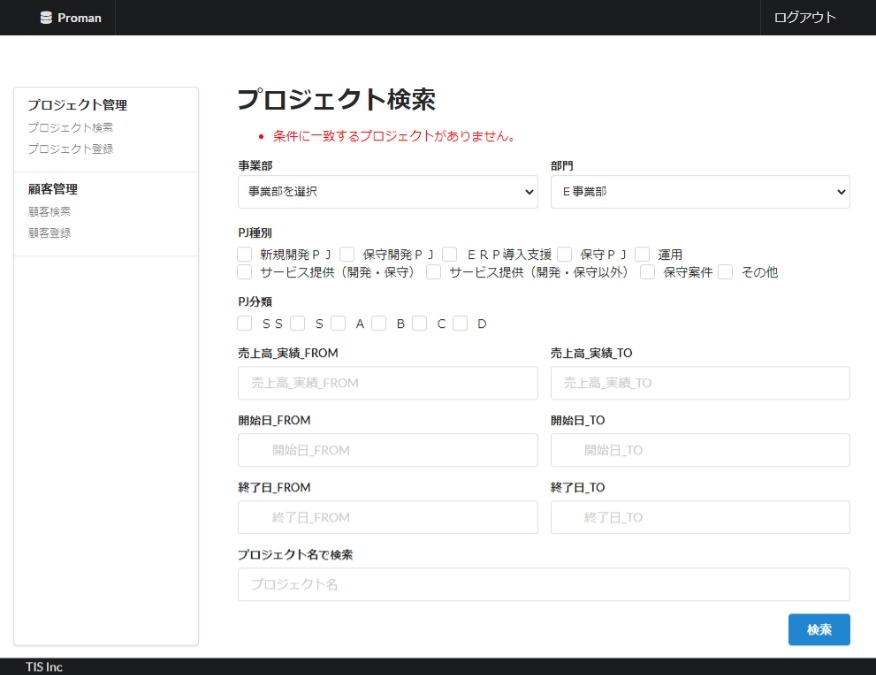 Proman ログアウト
プロジェクト管理
プロジェクト検索
プロジェクト登録
顧客管理
顧客検索
顧客登録
プロジェクト検索
条件に一致するプロジェクトがありません。
事業部 部門
事業部を選択 E事業部
PJ種別
新規開発PJ 保守開発PJ ERP導入支援 保守PJ 運用
サービス提供（開発・保守） サービス提供（開発・保守以外） 保守案件 その他
PJ分類
SS S A B C D
売上高_実績_FROM 売上高_実績_TO
売上高_実績_FROM 売上高_実績_TO
開始日_FROM 開始日_TO
開始日_FROM 開始日_TO
終了日_FROM 終了日_TO
終了日_FROM 終了日_TO
プロジェクト名で検索
プロジェクト名
検索
TIS Inc